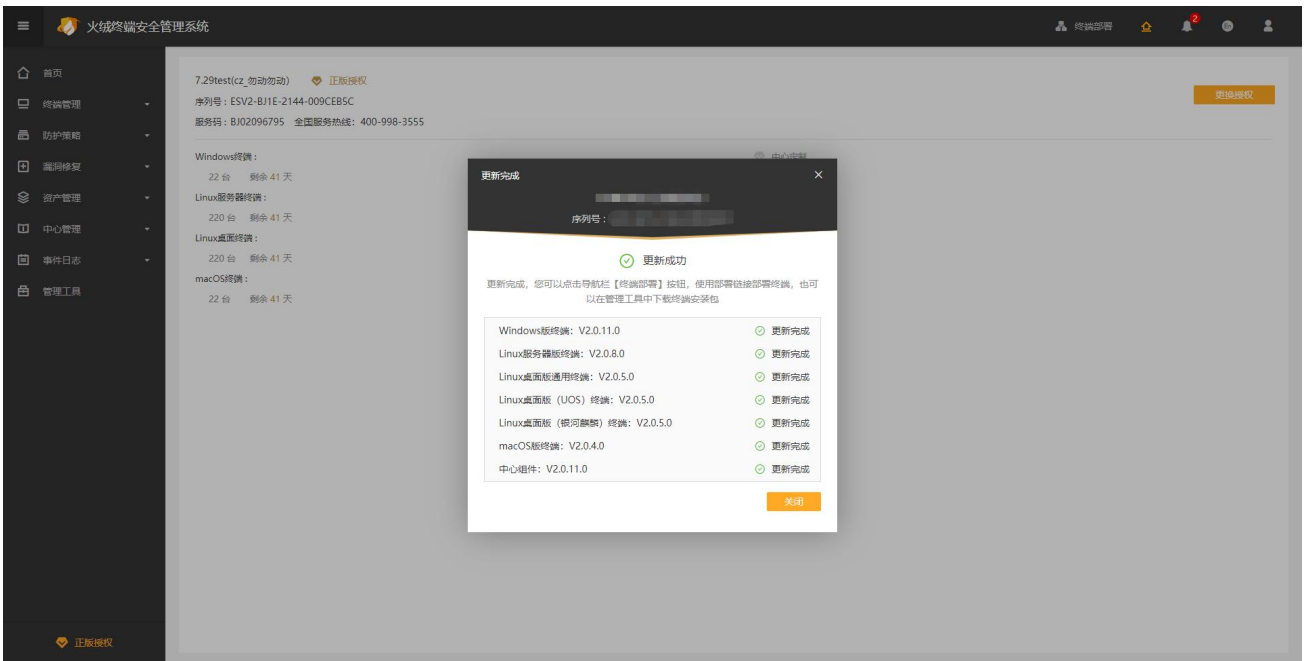 火绒终端安全管理系统
终端部署
2
首页
终端管理
防护策略
漏洞修复
资产管理
中心管理
事件日志
管理工具
正版授权
7.29test(cz_勿动勿动) 正版授权
序列号：ESV2-BJ1E-2144-009CEB5C
服务码：BJ02096795 全国服务热线：400-998-3555
更换授权
Windows终端：
22 台 剩余 41 天
Linux服务器终端：
220 台 剩余 41 天
Linux桌面终端：
220 台 剩余 41 天
macOS终端：
22 台 剩余 41 天
中心定制
更新完成
序列号：
更新成功
更新完成，您可以点击导航栏【终端部署】按钮，使用部署链接部署终端，也可
以在管理工具中下载终端安装包
Windows版终端：V2.0.11.0 更新完成
Linux服务器版终端：V2.0.8.0 更新完成
Linux桌面版通用终端：V2.0.5.0 更新完成
Linux桌面版（UOS）终端：V2.0.5.0 更新完成
Linux桌面版（银河麒麟）终端：V2.0.5.0 更新完成
macOS版终端：V2.0.4.0 更新完成
中心组件：V2.0.11.0 更新完成
关闭